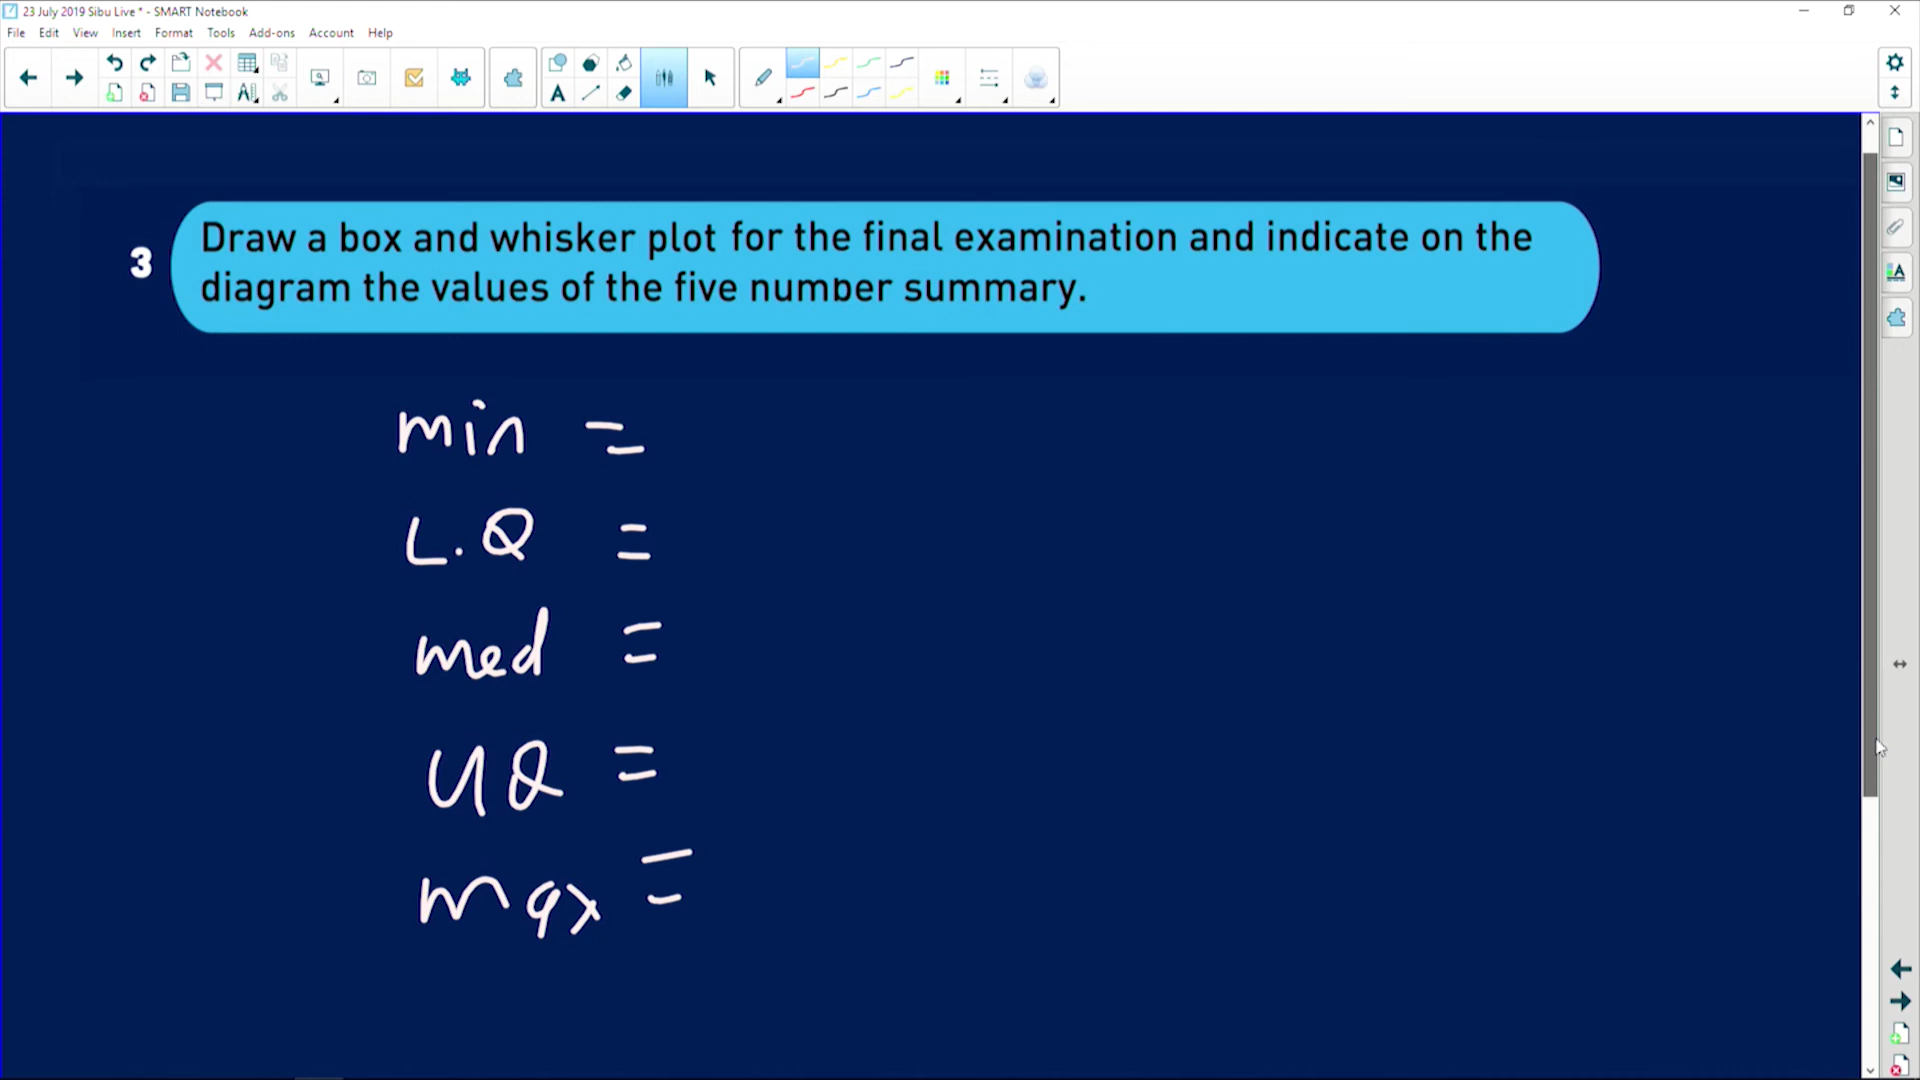 23 July 2019 Sibu Live * - SMART Notebook
File Edit View Insert Format Tools Add-ons Account Help
3
Draw a box and whisker plot for the final examination and indicate on the
diagram the values of the five number summary.
min =
L.Q =
med =
UQ =
max =